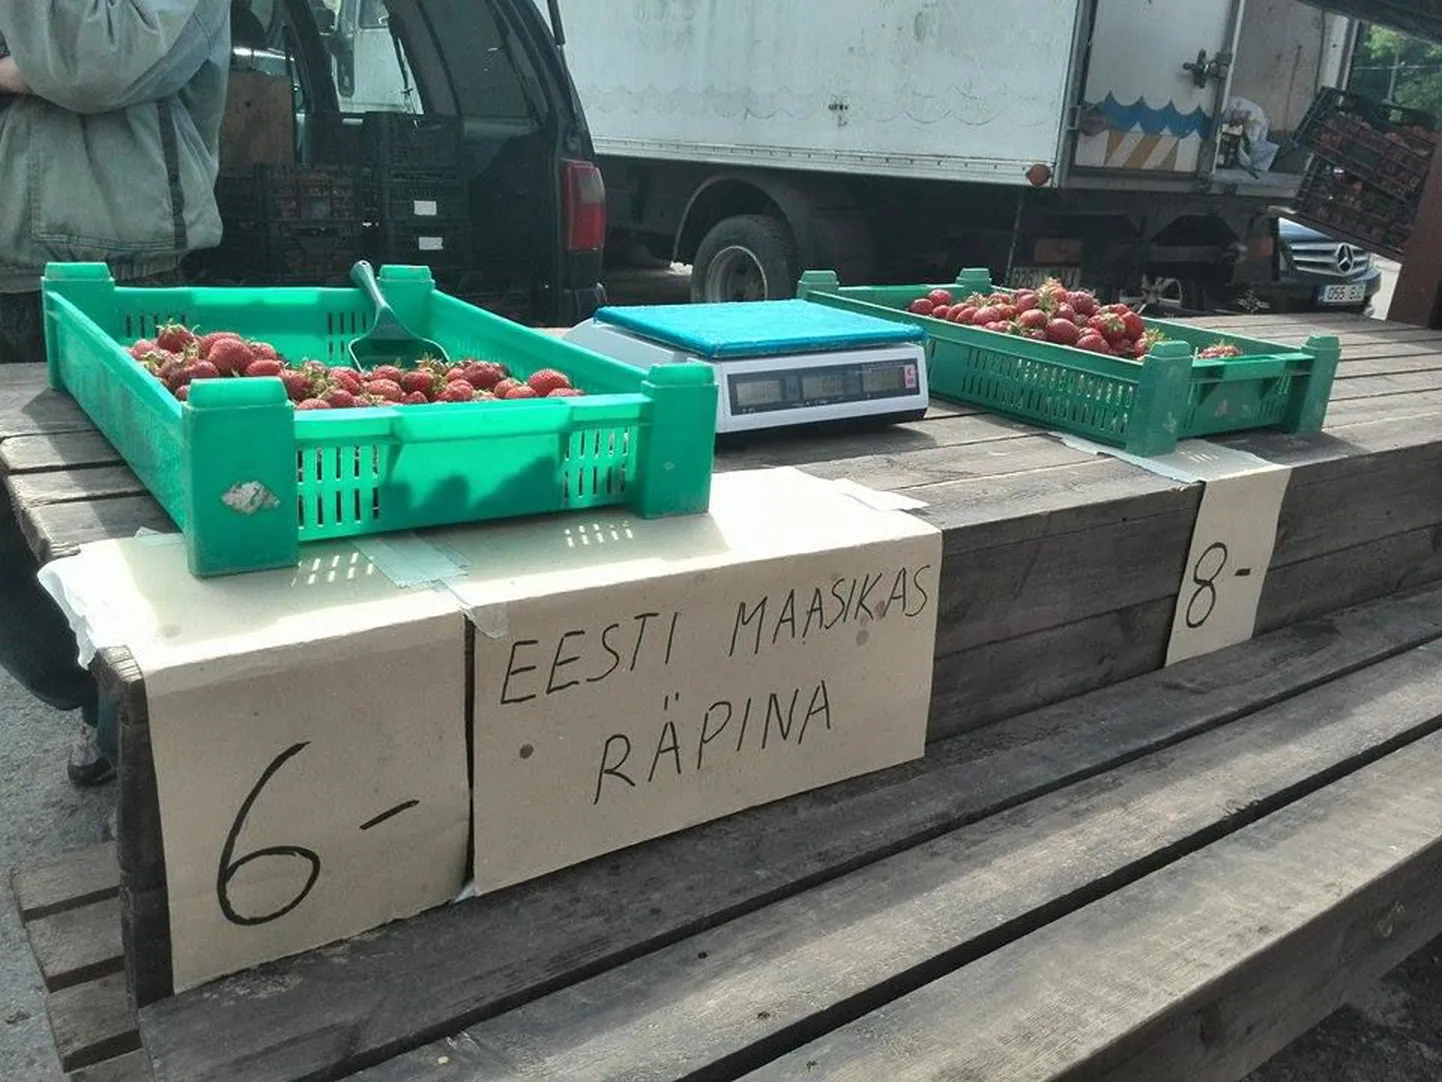 6-
EESTI MAASIKAS
RÄPINA
8-